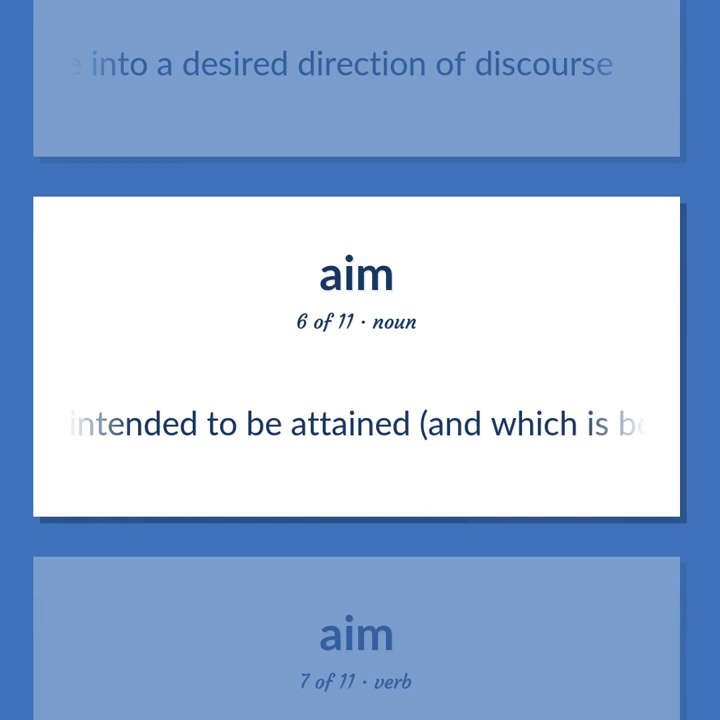 into a desired direction of discourse
aim
6 of 11 · noun
intended to be attained (and which is
aim
7 of 11 · verb